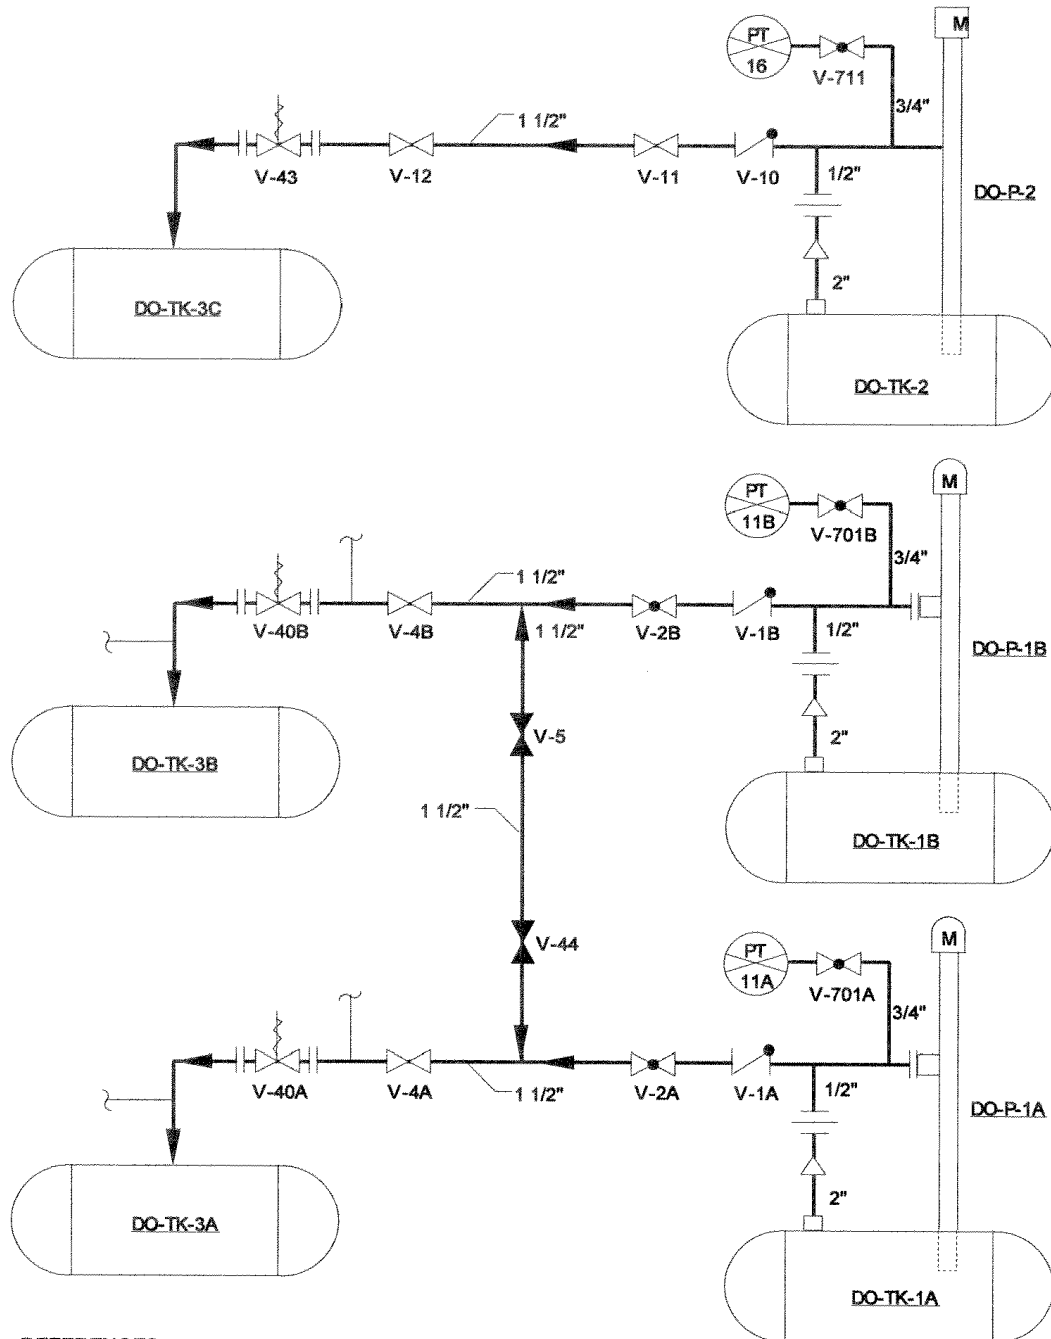 M
PT
16
V-711
3/4"
1 1/2"
V-43
V-12
V-11
V-10
1/2"
DO-P-2
2"
DO-TK-3C
DO-TK-2
M
PT
11B
V-701B
3/4"
1 1/2"
V-40B
V-4B
1 1/2"
V-2B
V-1B
1/2"
DO-P-1B
2"
V-5
DO-TK-3B
1 1/2"
DO-TK-1B
M
V-44
PT
11A
V-701A
3/4"
V-40A
V-4A
1 1/2"
V-2A
V-1A
1/2"
DO-P-1A
2"
DO-TK-3A
DO-TK-1A